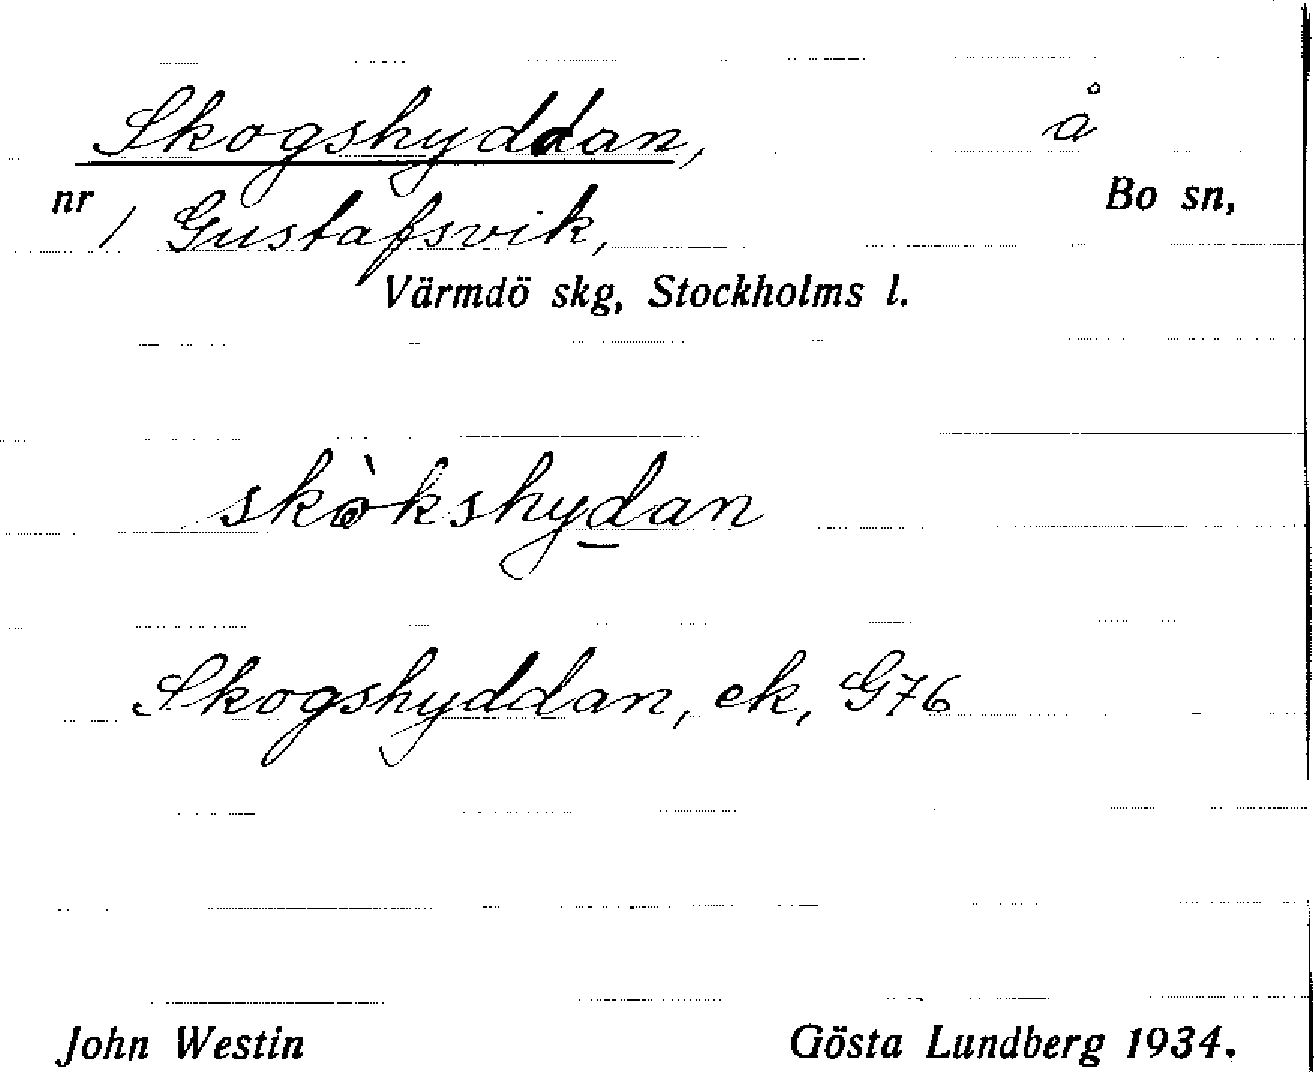 Skogshyddan, å
nr 1 Gustafsvik, Bo sn,
Värmdö skg, Stockholms l.
skòkshydan
Skogshyddan, ek, G76
John Westin Gösta Lundberg 1934.